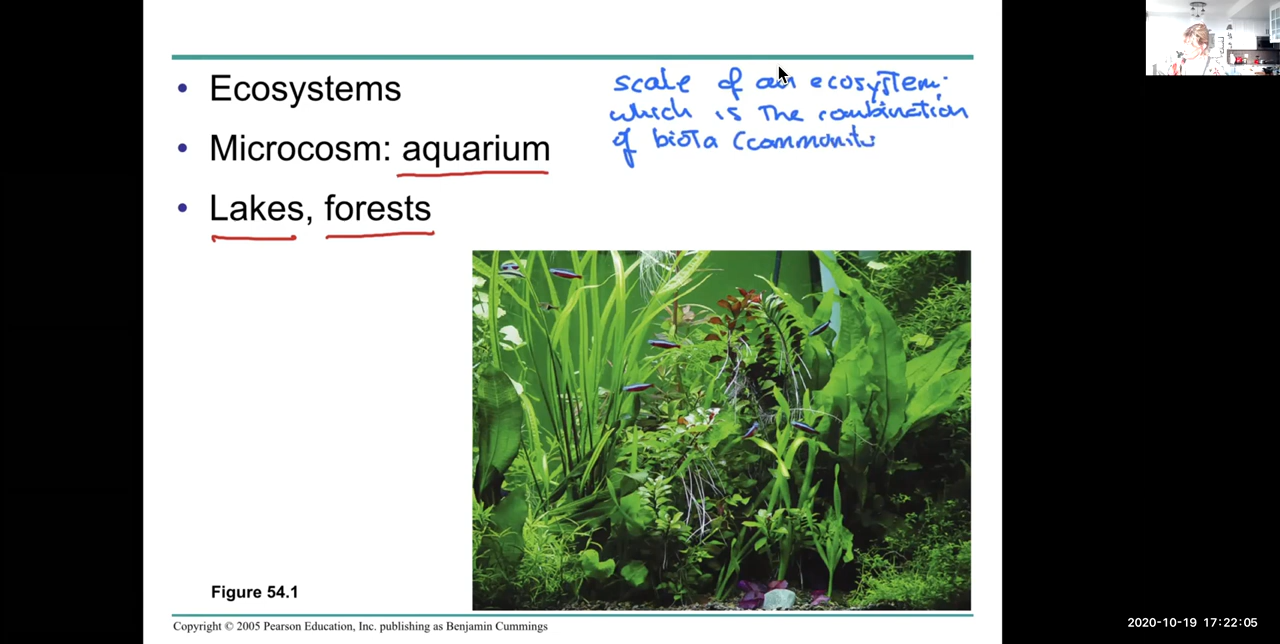 • Ecosystems
• Microcosm: aquarium
• Lakes, forests
scale of an ecosystem:
which is the combination
of biota (communit
Figure 54.1
Copyright © 2005 Pearson Education, Inc. publishing as Benjamin Cummings
2020-10-19 17:22:05